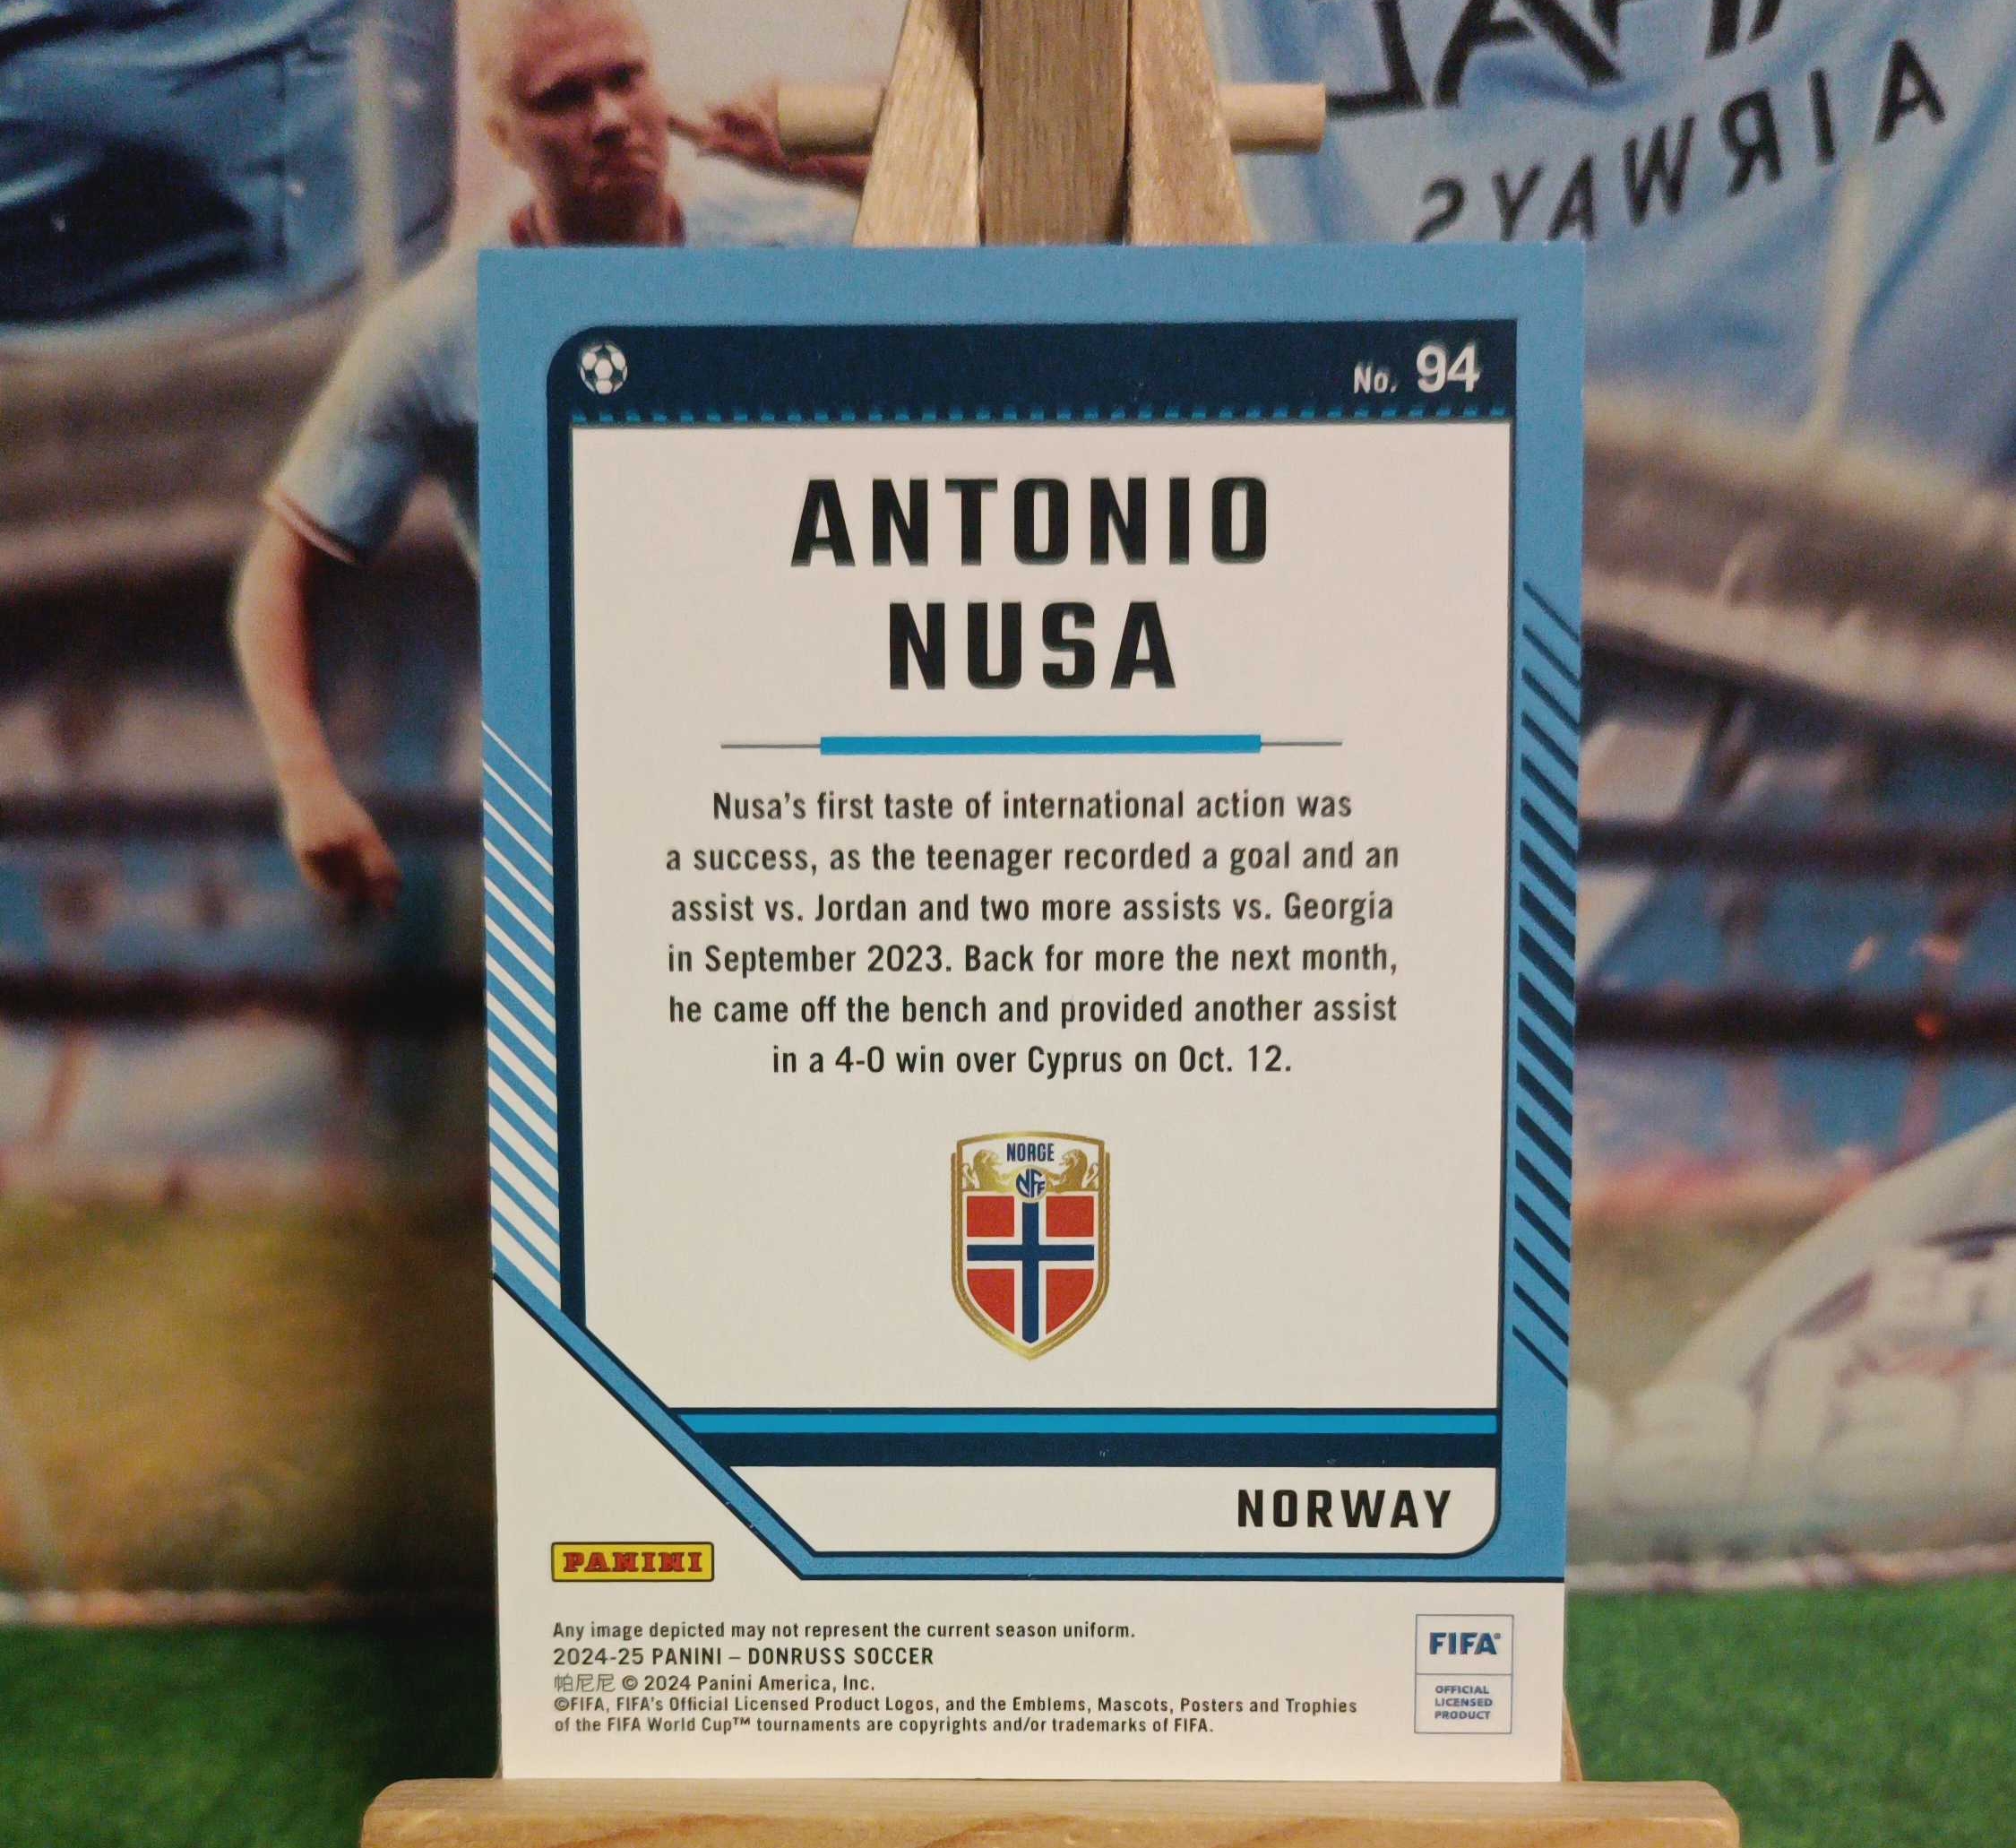 AIRWAYS
No. 94
ANTONIO
NUSA
Nusa’s first taste of international action was
a success, as the teenager recorded a goal and an
assist vs. Jordan and two more assists vs. Georgia
in September 2023. Back for more the next month,
he came off the bench and provided another assist
in a 4-0 win over Cyprus on Oct. 12.
NORGE
NFF
NORWAY
PANINI
Any image depicted may not represent the current season uniform.
2024-25 PANINI – DONRUSS SOCCER
帕尼尼 © 2024 Panini America, Inc.
©FIFA, FIFA's Official Licensed Product Logos, and the Emblems, Mascots, Posters and Trophies
of the FIFA World Cup™ tournaments are copyrights and/or trademarks of FIFA.
FIFA®
OFFICIAL
LICENSED
PRODUCT